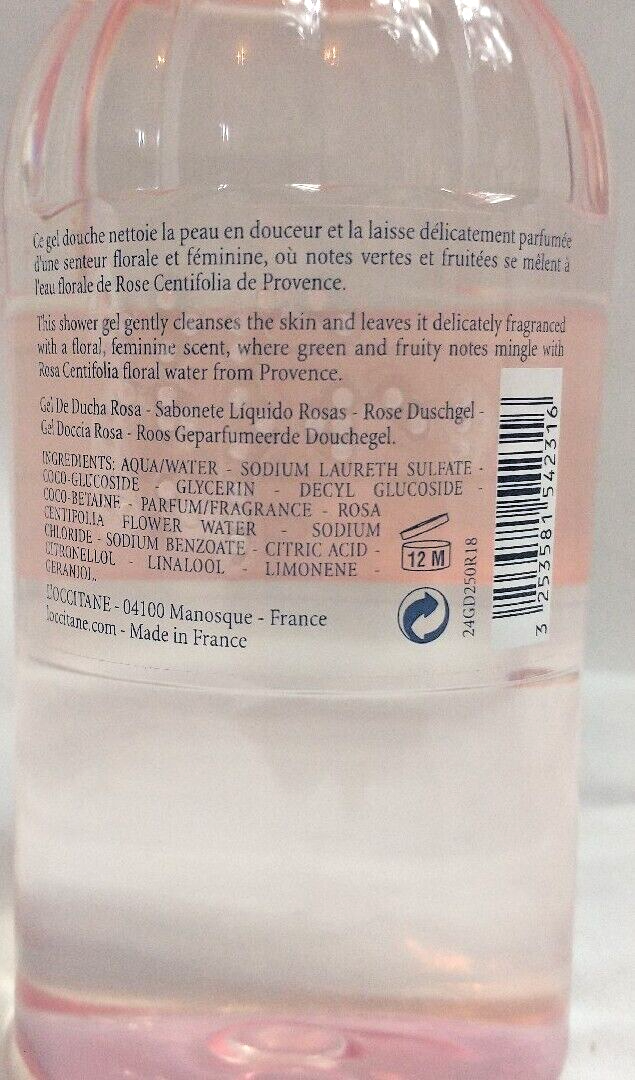 Ce gel douche nettoie la peau en douceur et la laisse délicatement parfumée
d'une senteur florale et féminine, où notes vertes et fruitées se mêlent à
l'eau florale de Rose Centifolia de Provence.
This shower gel gently cleanses the skin and leaves it delicately fragranced
with a floral, feminine scent, where green and fruity notes mingle with
Rosa Centifolia floral water from Provence.
Gel De Ducha Rosa - Sabonete Líquido Rosas - Rose Duschgel -
Gel Doccia Rosa - Roos Geparfumeerde Douchegel.
INGREDIENTS: AQUA/WATER - SODIUM LAURETH SULFATE -
COCO-GLUCOSIDE - GLYCERIN - DECYL GLUCOSIDE -
COCO-BETAINE - PARFUM/FRAGRANCE - ROSA
CENTIFOLIA FLOWER WATER - SODIUM
CHLORIDE - SODIUM BENZOATE - CITRIC ACID -
CITRONELLOL - LINALOOL - LIMONENE -
GERANIOL.
L'OCCITANE - 04100 Manosque - France
loccitane.com - Made in France
12 M
24GD250R18
3 253581 542316